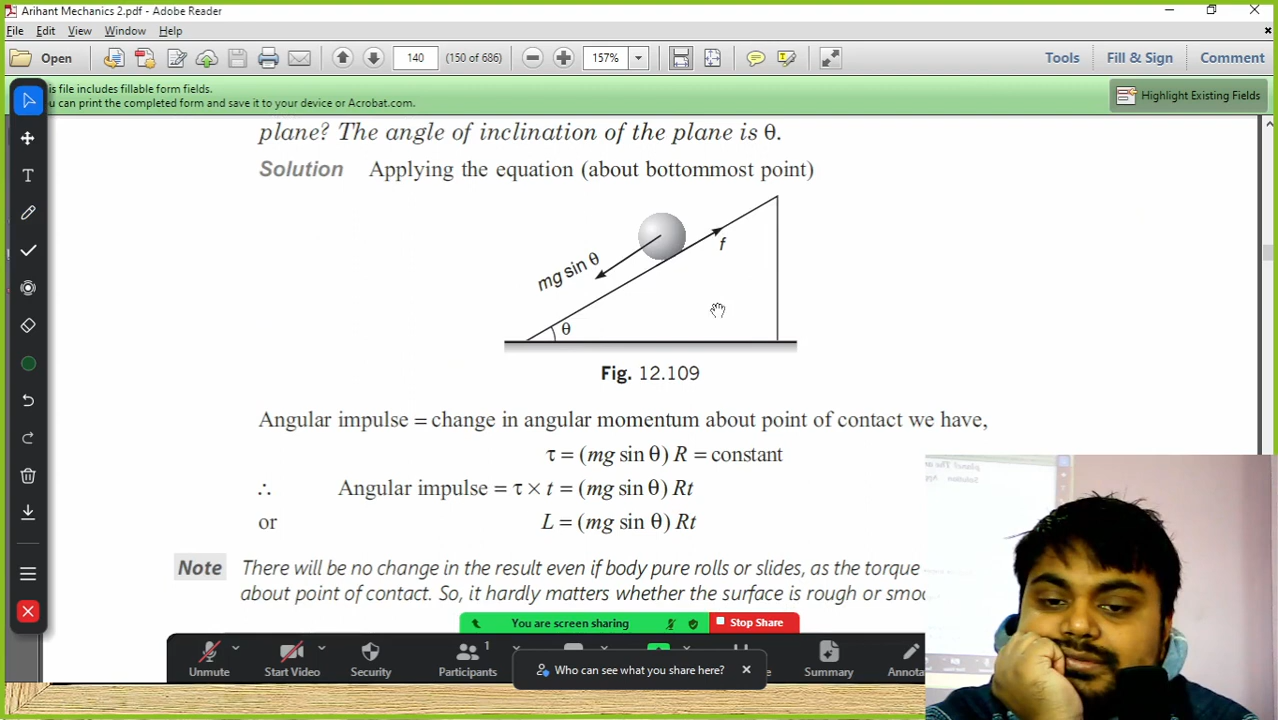 Arihant Mechanics 2.pdf - Adobe Reader
File Edit View Window Help
Open 140 (150 of 686) 157% Tools Fill & Sign Comment
is file includes fillable form fields.
u can print the completed form and save it to your device or Acrobat.com.
Highlight Existing Fields
plane? The angle of inclination of the plane is θ.
Solution Applying the equation (about bottommost point)
f
mg sin θ
θ
Fig. 12.109
Angular impulse = change in angular momentum about point of contact we have,
τ = (mg sin θ) R = constant
∴ Angular impulse = τ × t = (mg sin θ) Rt
or L = (mg sin θ) Rt
Note There will be no change in the result even if body pure rolls or slides, as the torque
about point of contact. So, it hardly matters whether the surface is rough or
You are screen sharing Stop Share
Unmute Start Video Security Participants 1 Summary
Who can see what you share here?